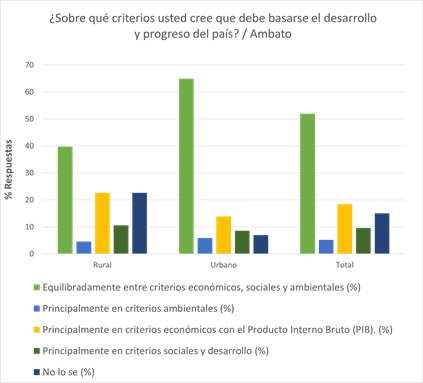 ¿Sobre qué criterios usted cree que debe basarse el desarrollo
y progreso del país? / Ambato
70
60
50
40
30
20
10
0
% Respuestas
Rural
Urbano
Total
Equilibradamente entre criterios económicos, sociales y ambientales (%)
Principalmente en criterios ambientales (%)
Principalmente en criterios económicos con el Producto Interno Bruto (PIB). (%)
Principalmente en criterios sociales y desarrollo (%)
No lo se (%)